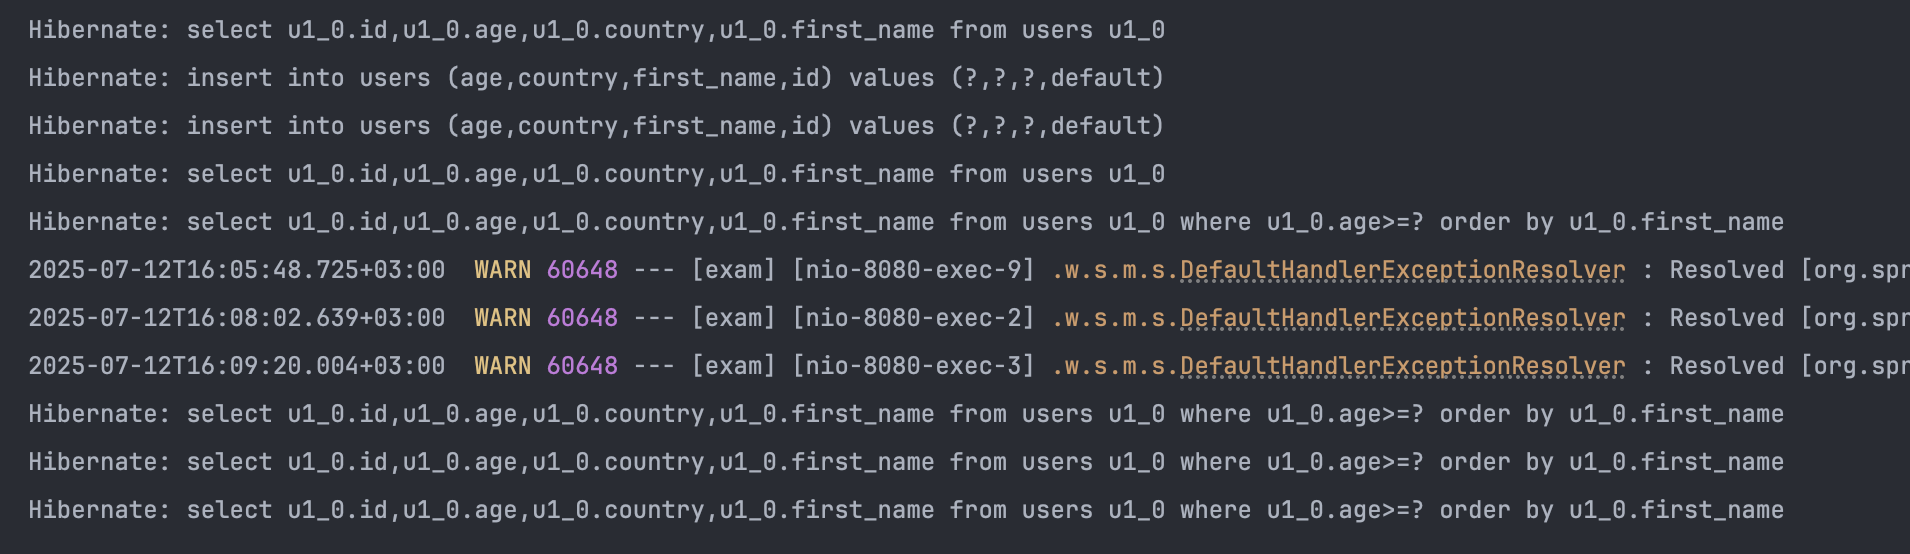 Hibernate: select u1_0.id,u1_0.age,u1_0.country,u1_0.first_name from users u1_0
Hibernate: insert into users (age,country,first_name,id) values (?,?,?,default)
Hibernate: insert into users (age,country,first_name,id) values (?,?,?,default)
Hibernate: select u1_0.id,u1_0.age,u1_0.country,u1_0.first_name from users u1_0
Hibernate: select u1_0.id,u1_0.age,u1_0.country,u1_0.first_name from users u1_0 where u1_0.age>=? order by u1_0.first_name
2025-07-12T16:05:48.725+03:00  WARN 60648 --- [exam] [nio-8080-exec-9] .w.s.m.s.DefaultHandlerExceptionResolver : Resolved [org.spr
2025-07-12T16:08:02.639+03:00  WARN 60648 --- [exam] [nio-8080-exec-2] .w.s.m.s.DefaultHandlerExceptionResolver : Resolved [org.spr
2025-07-12T16:09:20.004+03:00  WARN 60648 --- [exam] [nio-8080-exec-3] .w.s.m.s.DefaultHandlerExceptionResolver : Resolved [org.spr
Hibernate: select u1_0.id,u1_0.age,u1_0.country,u1_0.first_name from users u1_0 where u1_0.age>=? order by u1_0.first_name
Hibernate: select u1_0.id,u1_0.age,u1_0.country,u1_0.first_name from users u1_0 where u1_0.age>=? order by u1_0.first_name
Hibernate: select u1_0.id,u1_0.age,u1_0.country,u1_0.first_name from users u1_0 where u1_0.age>=? order by u1_0.first_name